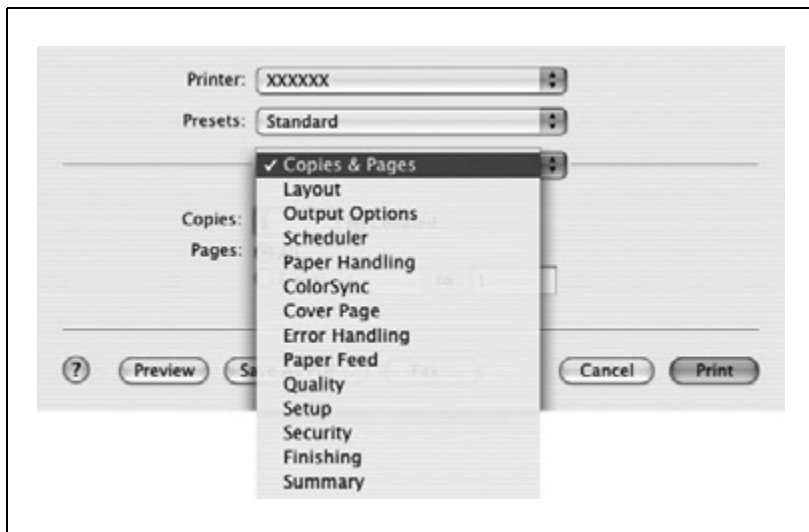 Printer: XXXXXX
Presets: Standard
✓ Copies & Pages
Layout
Output Options
Copies:
Scheduler
Pages:
Paper Handling
ColorSync
Cover Page
Error Handling
Paper Feed
? Preview Cancel Print
Quality
Setup
Security
Finishing
Summary